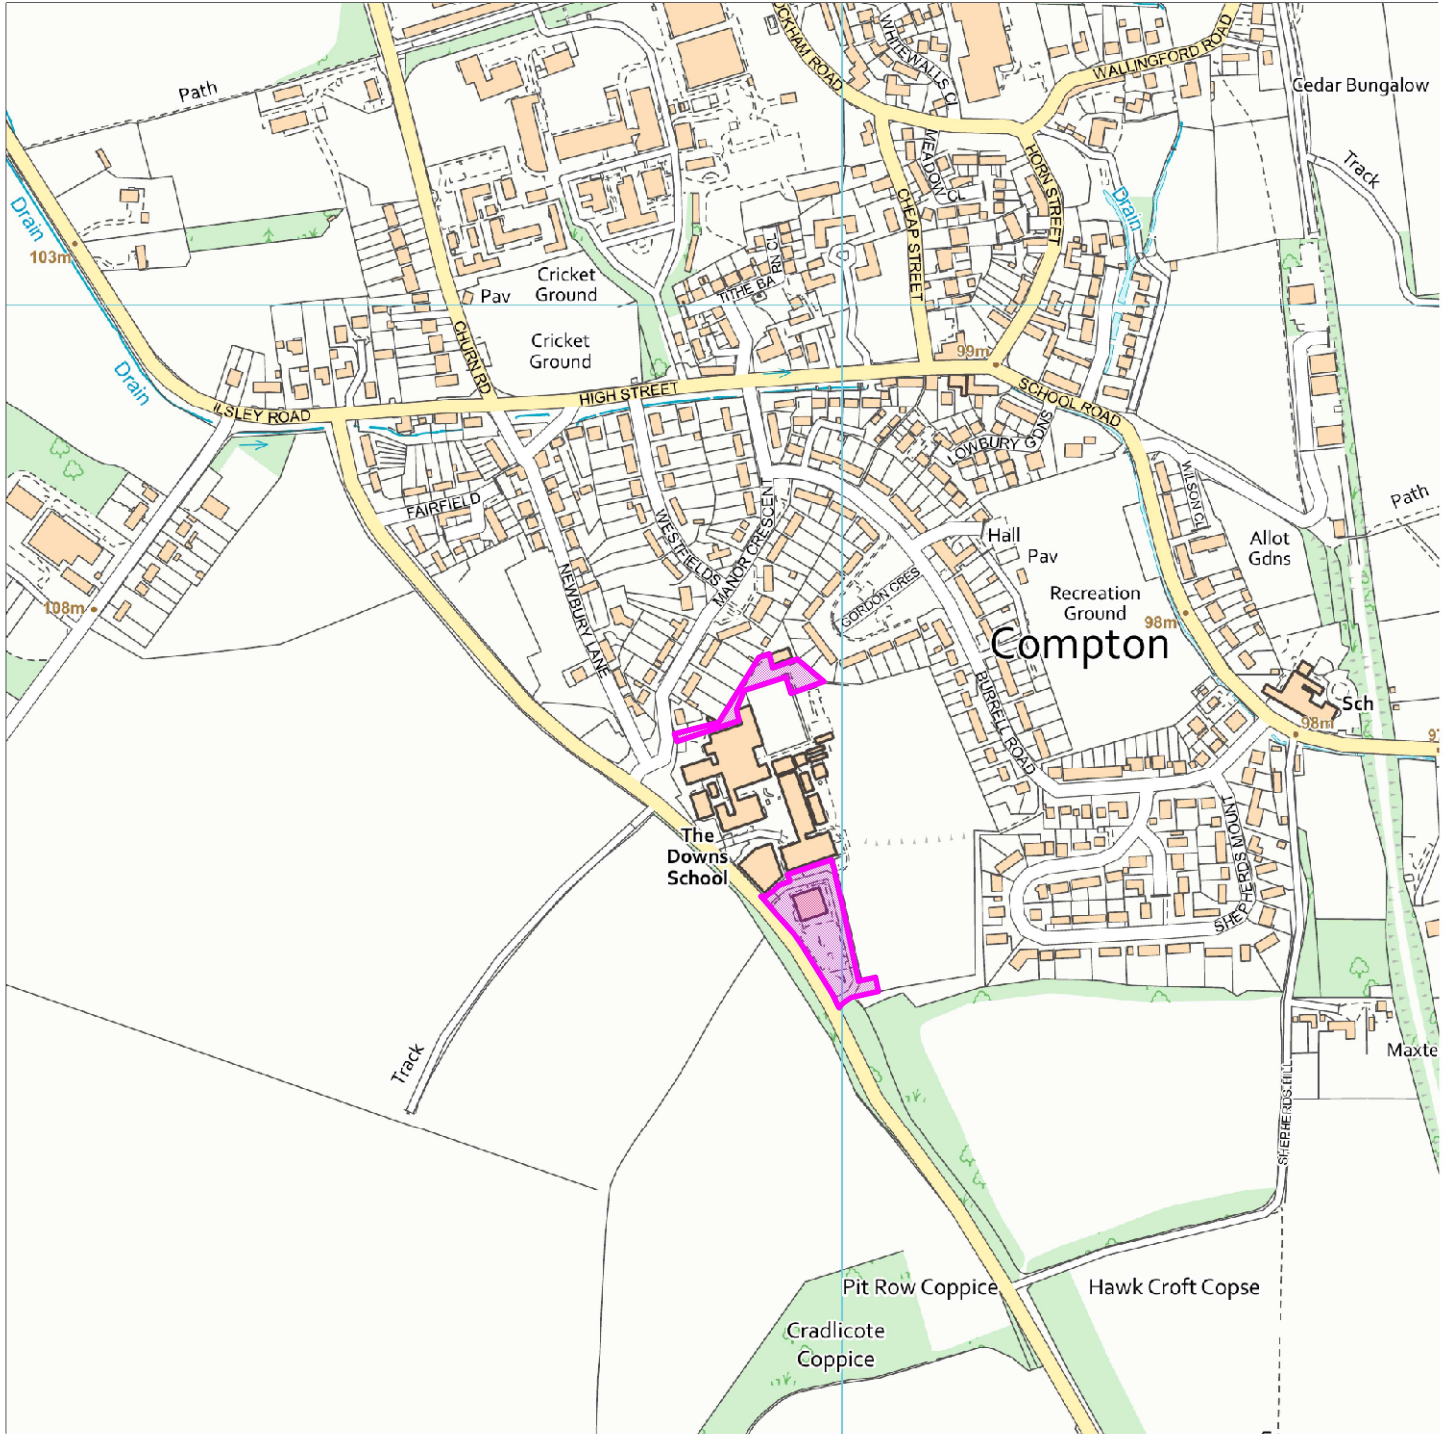 WHITEWALLS CL
WALLINGFORD ROAD
Cedar Bungalow
Path
MEADOW CL
HORN STREET
Track
Drain
Drain
CHEAP STREET
103m
Cricket
Ground
Pav
TITHE BARN CL
Cricket
Ground
CHURN RD
99m
Drain
HIGH STREET
SCHOOL ROAD
ILSLEY ROAD
LOWBURY GDNS
WILSON CL
Path
FAIRFIELD
WESTFIELDS
MANOR CRESCEN
Hall
Pav
Allot
Gdns
NEWBURY LANE
GORDON CRES
Recreation
Ground
108m
98m
Compton
BURRELL ROAD
Sch
98m
The
Downs
School
SHEPHERDS MOUNT
SHEPHERDS
Track
Maxte
SHEPHERDS HILL
Pit Row Coppice
Hawk Croft Copse
Cradlicote
Coppice